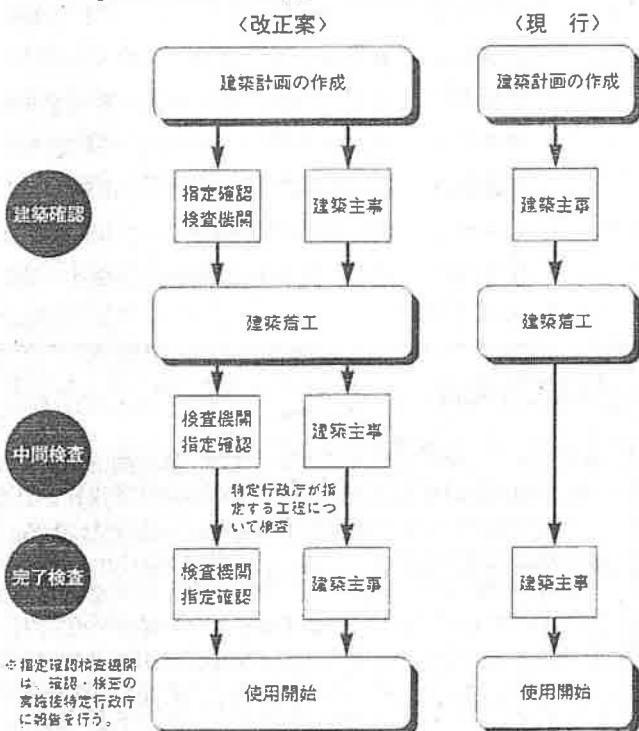 〈改正案〉
〈現 行〉
建築計画の作成
建築計画の作成
建築確認
指定確認
検査機関
建築主事
建築主事
建築着工
建築着工
中間検査
検査機関
指定確認
建築主事
特定行政庁が指
定する工程につ
いて検査
完了検査
検査機関
指定確認
建築主事
建築主事
使用開始
使用開始
※指定確認検査機関
は、確認・検査の
実施後特定行政庁
に報告を行う。